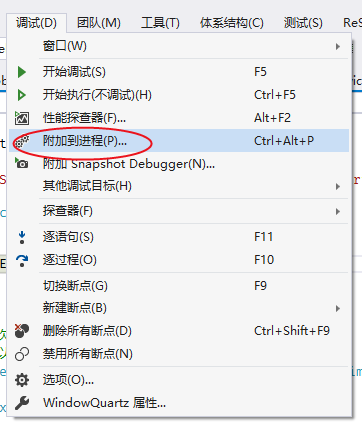 调试(D) 团队(M) 工具(T) 体系结构(C) 测试(S) ReS
窗口(W)
开始调试(S) F5
开始执行(不调试)(H) Ctrl+F5
性能探查器(F)... Alt+F2
附加到进程(P)... Ctrl+Alt+P
附加 Snapshot Debugger(N)...
其他调试目标(H)
探查器(F)
逐语句(S) F11
逐过程(O) F10
切换断点(G) F9
新建断点(B)
删除所有断点(D) Ctrl+Shift+F9
禁用所有断点(N)
选项(O)...
WindowQuartz 属性...